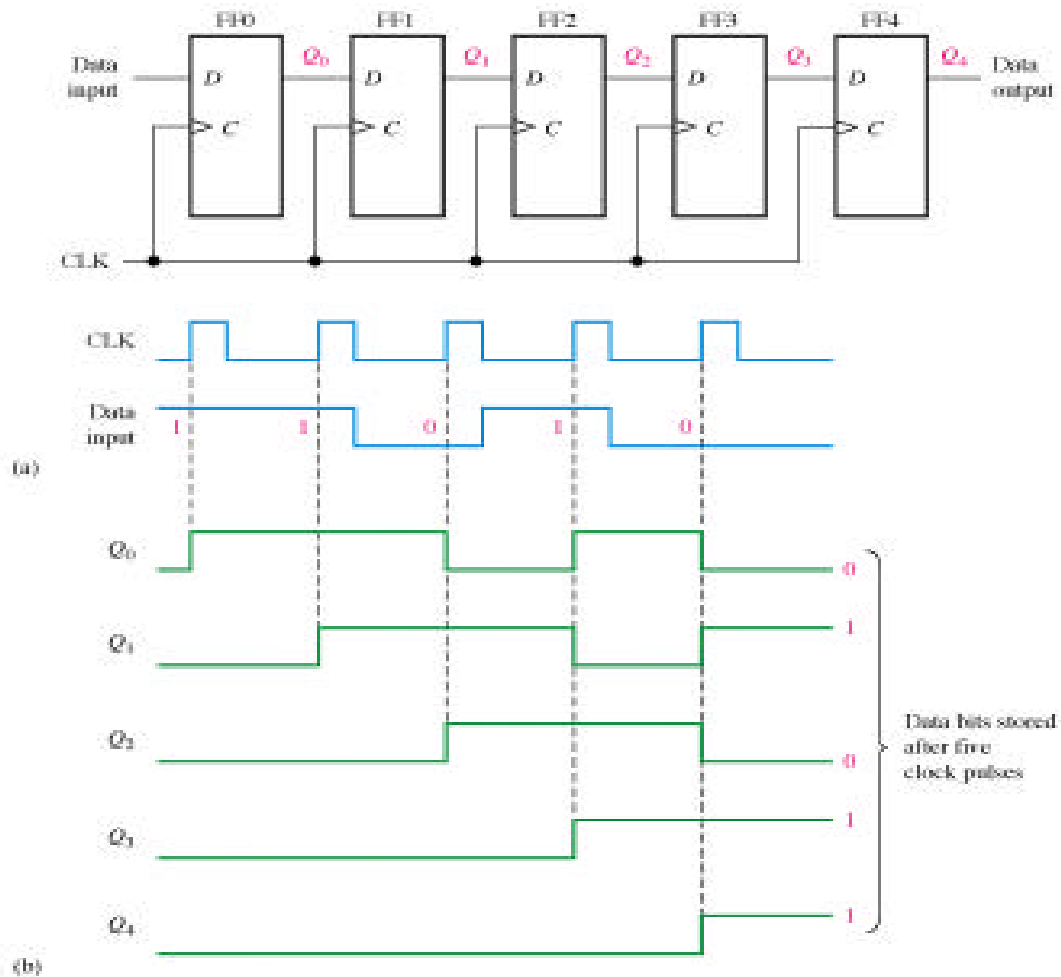 FF0 FF1 FF2 FF3 FF4
Data input Q0 Q1 Q2 Q3 Q4 Data output
D D D D D
C C C C C
CLK
CLK
Data input 1 1 0 1 0
(a)
Q0 0
Q1 1
Q2 0
Q3 1
Q4 1
Data bits stored
after five
clock pulses
(b)